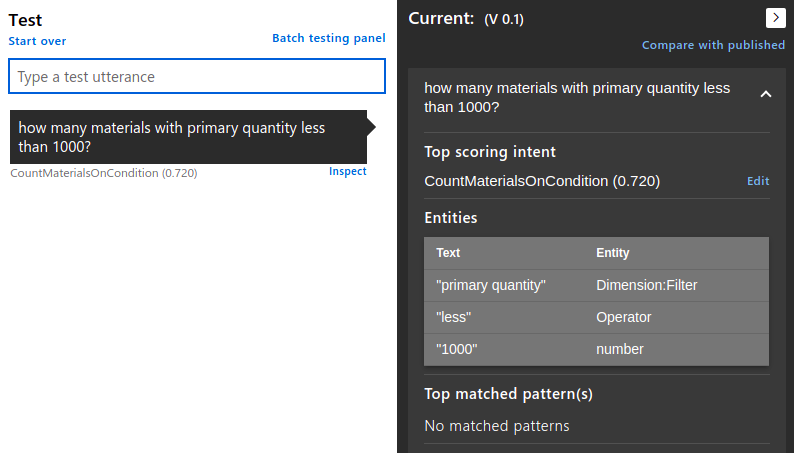 Test
Start over
Batch testing panel
Type a test utterance
how many materials with primary quantity less
than 1000?
CountMaterialsOnCondition (0.720)
Inspect
Current: (V 0.1)
Compare with published
how many materials with primary quantity less
than 1000?
Top scoring intent
CountMaterialsOnCondition (0.720)
Edit
Entities
Text Entity
"primary quantity" Dimension:Filter
"less" Operator
"1000" number
Top matched pattern(s)
No matched patterns